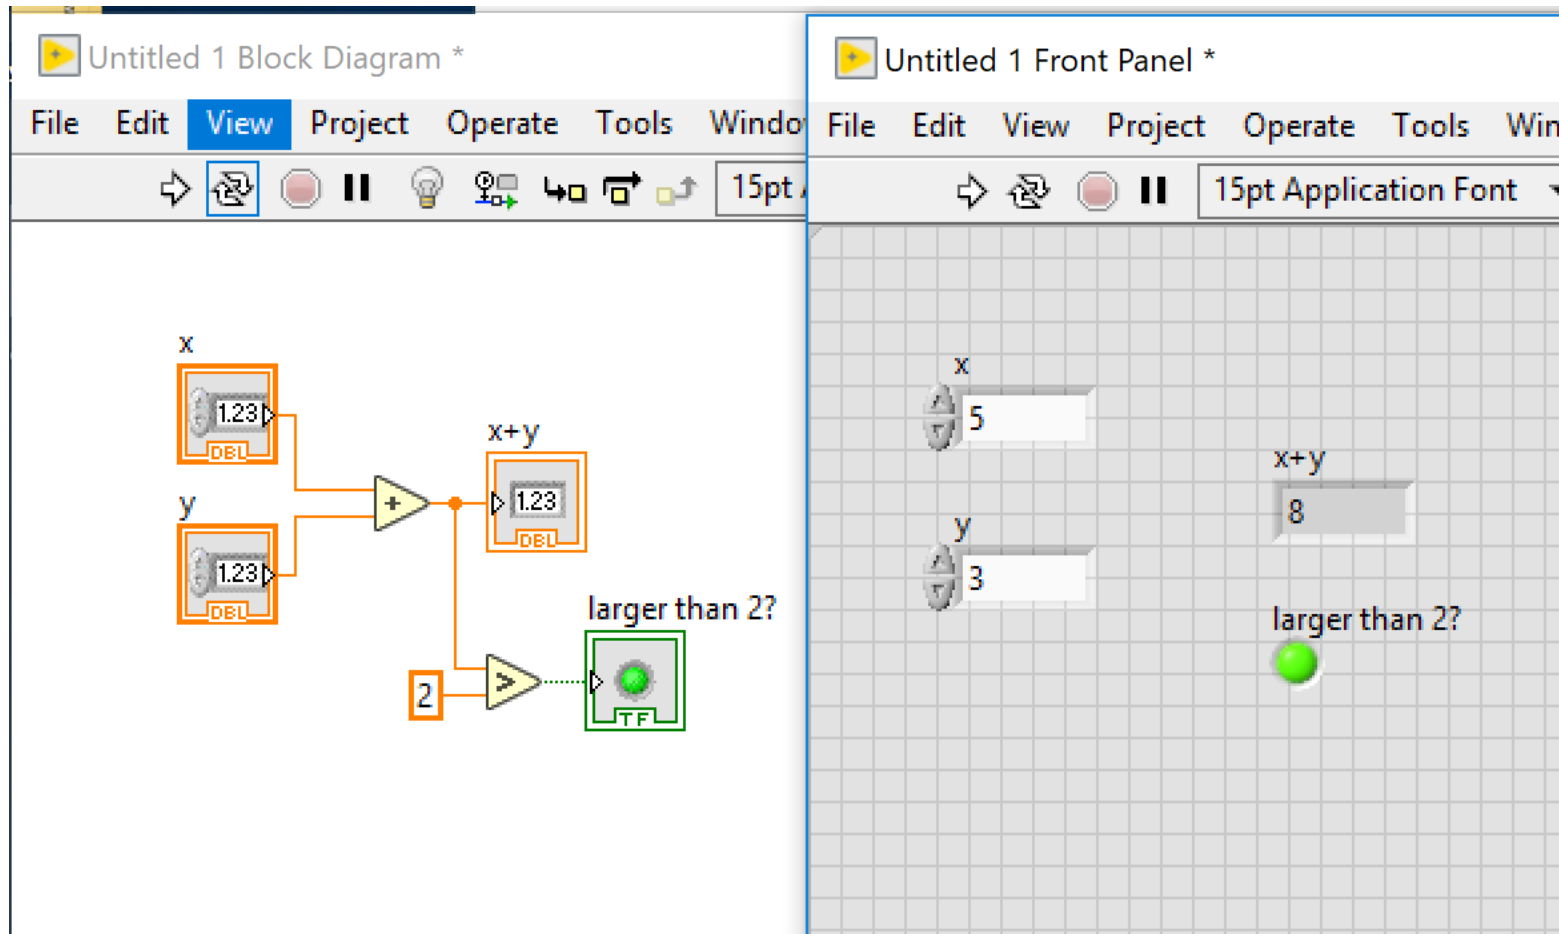 Untitled 1 Block Diagram *
File Edit View Project Operate Tools Windo
15pt
x
1.23
DBL
y
1.23
DBL
+
x+y
1.23
DBL
larger than 2?
2
>
TF
Untitled 1 Front Panel *
File Edit View Project Operate Tools Win
15pt Application Font
x
5
y
3
x+y
8
larger than 2?